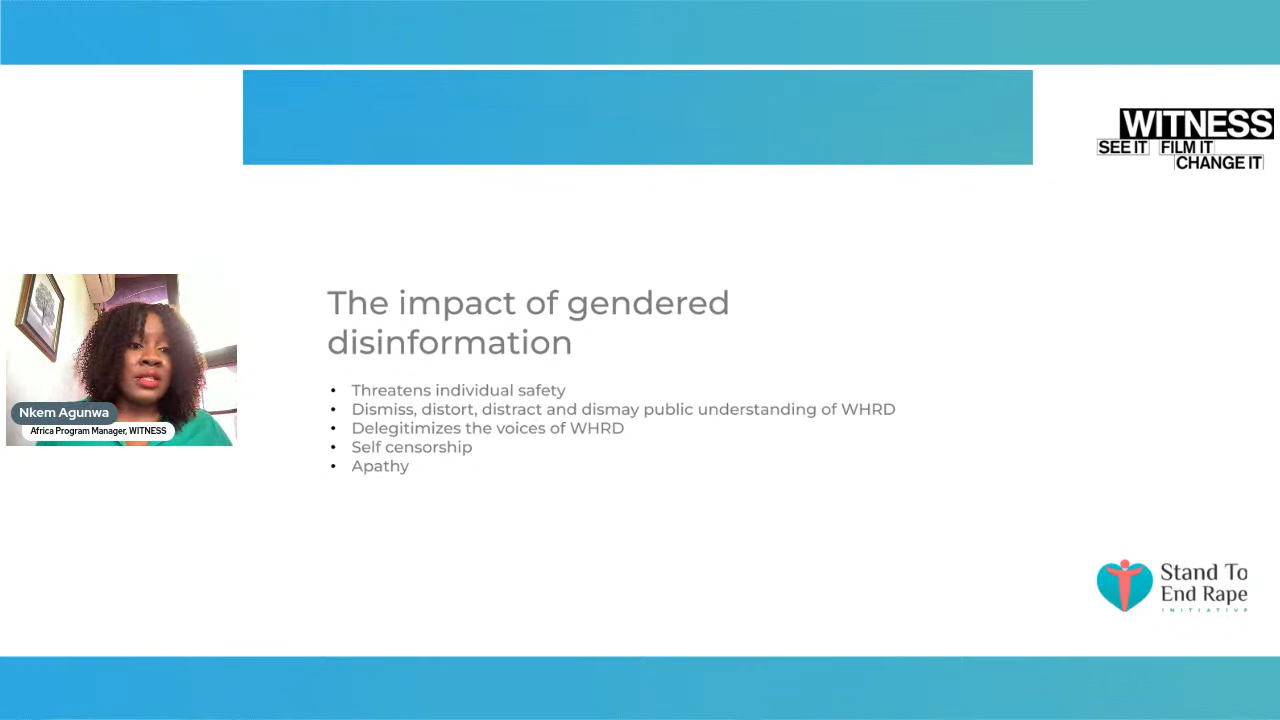 WITNESS
SEE IT FILM IT
CHANGE IT
The impact of gendered
disinformation
• Threatens individual safety
• Dismiss, distort, distract and dismay public understanding of WHRD
• Delegitimizes the voices of WHRD
• Self censorship
• Apathy
Nkem Agunwa
Africa Program Manager, WITNESS
Stand To
End Rape
INITIATIVE